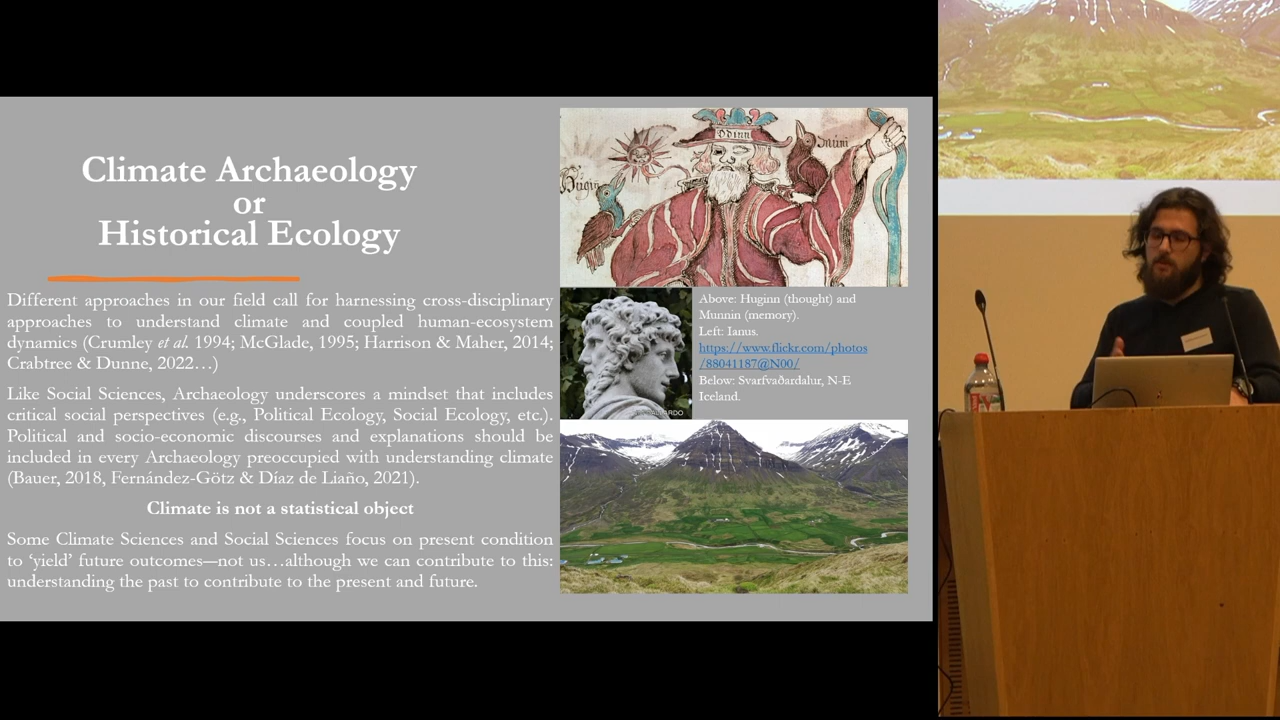 Climate Archaeology
or
Historical Ecology
Different approaches in our field call for harnessing cross-disciplinary
approaches to understand climate and coupled human-ecosystem
dynamics (Crumley et al. 1994; McGlade, 1995; Harrison & Maher, 2014;
Crabtree & Dunne, 2022…)
Like Social Sciences, Archaeology underscores a mindset that includes
critical social perspectives (e.g., Political Ecology, Social Ecology, etc.).
Political and socio-economic discourses and explanations should be
included in every Archaeology preoccupied with understanding climate
(Bauer, 2018, Fernández-Götz & Díaz de Liaño, 2021).
Climate is not a statistical object
Some Climate Sciences and Social Sciences focus on present condition
to ‘yield’ future outcomes—not us…although we can contribute to this:
understanding the past to contribute to the present and future.
Odinn
Above: Huginn (thought) and
Munnin (memory).
Left: Ianus.
https://www.flickr.com/photos
/88041187@N00/
Below: Svarfvaðardalur, N-E
Iceland.